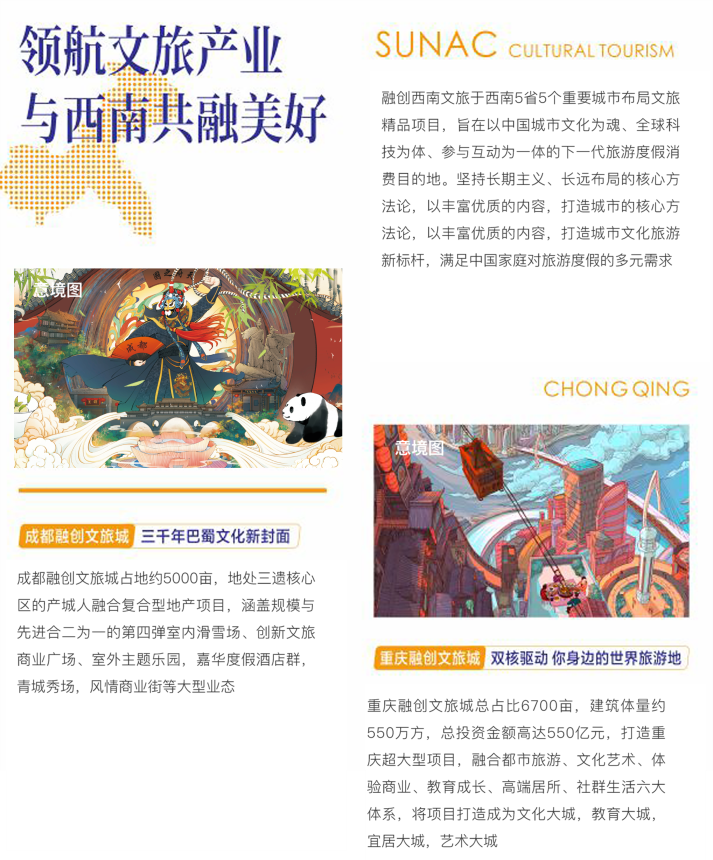 领航文旅产业
与西南共融美好
SUNAC CULTURAL TOURISM
融创西南文旅于西南5省5个重要城市布局文旅
精品项目，旨在以中国城市文化为魂、全球科
技为体、参与互动为一体的下一代旅游度假消
费目的地。坚持长期主义、长远布局的核心方
法论，以丰富优质的内容，打造城市的核心方
法论，以丰富优质的内容，打造城市文化旅游
新标杆，满足中国家庭对旅游度假的多元需求
意境图
成都
成都融创文旅城 三千年巴蜀文化新封面
成都融创文旅城占地约5000亩，地处三遗核心
区的产城人融合复合型地产项目，涵盖规模与
先进合二为一的第四弹室内滑雪场、创新文旅
商业广场、室外主题乐园，嘉华度假酒店群，
青城秀场，风情商业街等大型业态
CHONG QING
意境图
重庆融创文旅城 双核驱动 你身边的世界旅游地
重庆融创文旅城总占比6700亩，建筑体量约
550万方，总投资金额高达550亿元，打造重
庆超大型项目，融合都市旅游、文化艺术、体
验商业、教育成长、高端居所、社群生活六大
体系，将项目打造成为文化大城，教育大城，
宜居大城，艺术大城